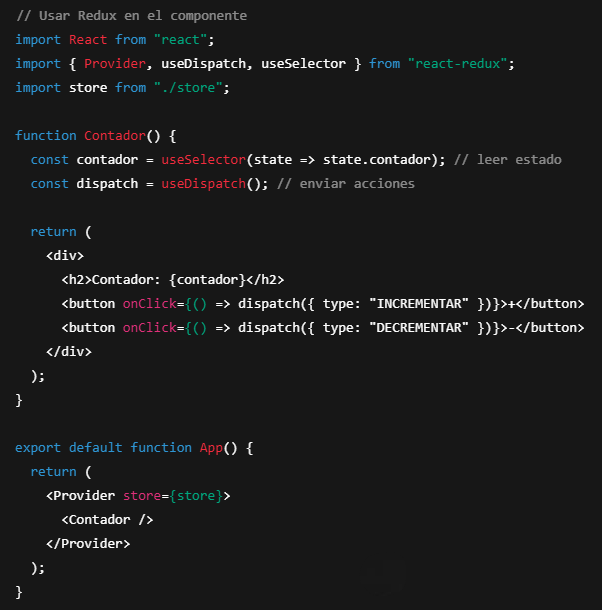 // Usar Redux en el componente
import React from "react";
import { Provider, useDispatch, useSelector } from "react-redux";
import store from "./store";

function Contador() {
  const contador = useSelector(state => state.contador); // leer estado
  const dispatch = useDispatch(); // enviar acciones

  return (
    <div>
      <h2>Contador: {contador}</h2>
      <button onClick={() => dispatch({ type: "INCREMENTAR" })}>+</button>
      <button onClick={() => dispatch({ type: "DECREMENTAR" })}>-</button>
    </div>
  );
}

export default function App() {
  return (
    <Provider store={store}>
      <Contador />
    </Provider>
  );
}